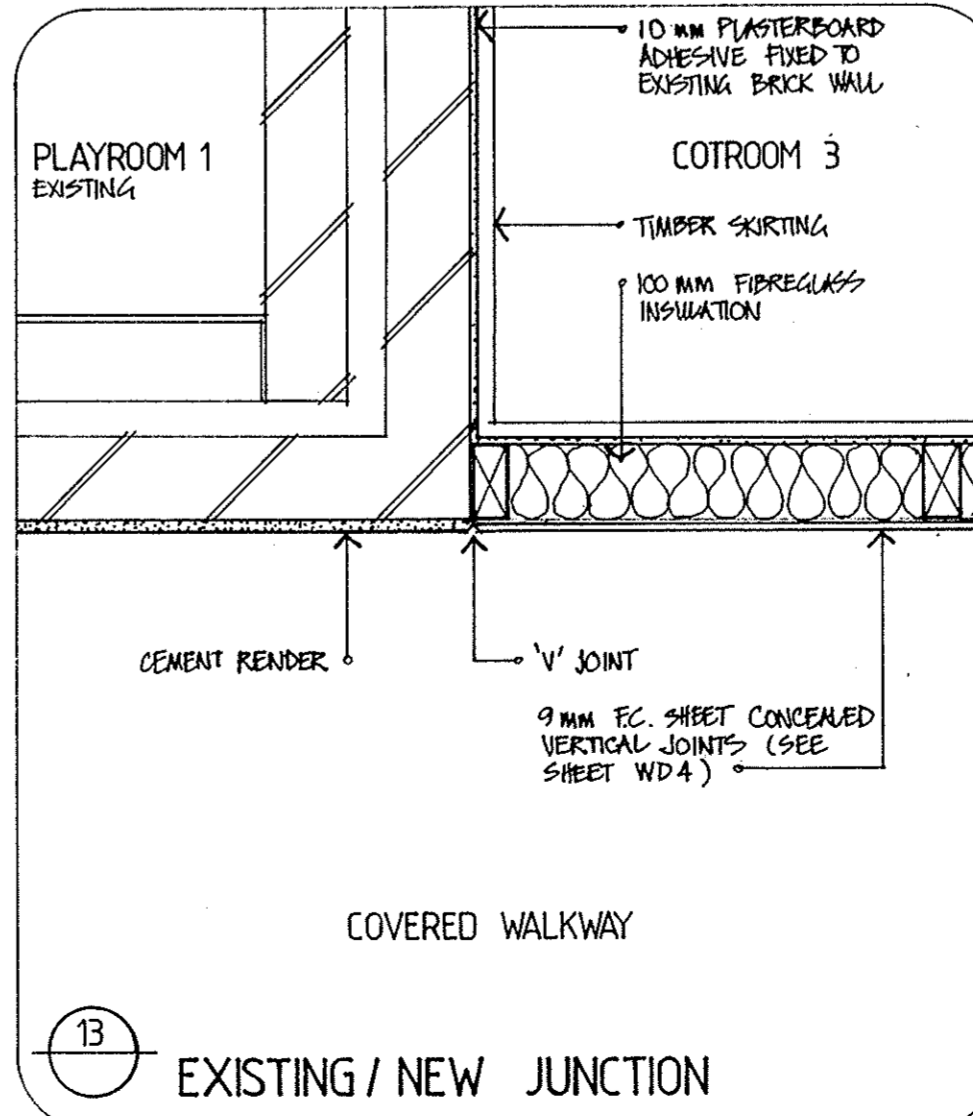 10 MM PLASTERBOARD
ADHESIVE FIXED TO
EXISTING BRICK WALL
PLAYROOM 1
EXISTING
COTROOM 3
TIMBER SKIRTING
100 MM FIBREGLASS
INSULATION
CEMENT RENDER
'V' JOINT
9 MM F.C. SHEET CONCEALED
VERTICAL JOINTS (SEE
SHEET WD4)
COVERED WALKWAY
13
EXISTING / NEW JUNCTION